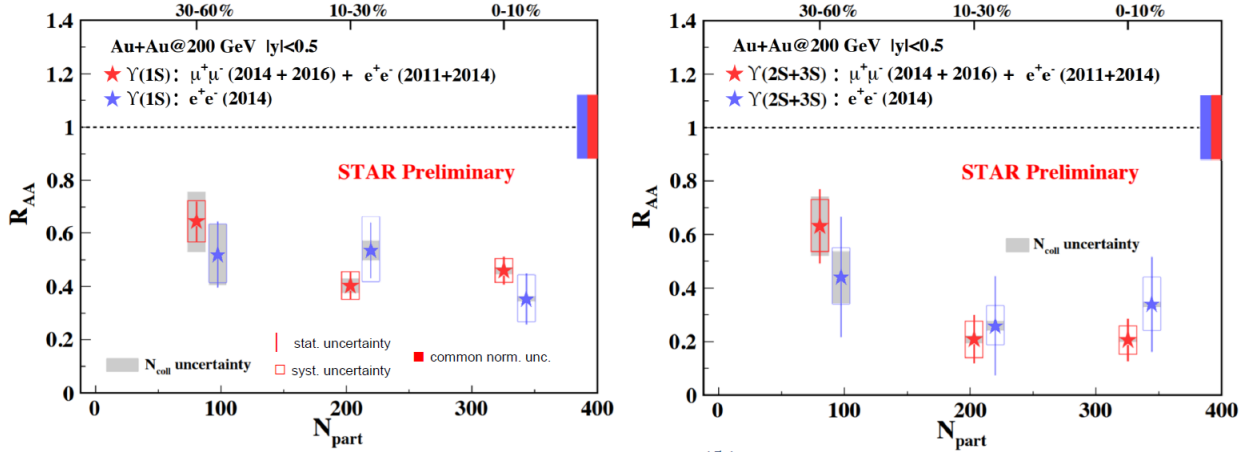 30-60% 10-30% 0-10%
1.4
Au+Au@200 GeV |y|<0.5
1.2
ϒ(1S): μ⁺μ⁻ (2014 + 2016) + e⁺e⁻ (2011+2014)
ϒ(1S): e⁺e⁻ (2014)
1
STAR Preliminary
0.8
R_AA
0.6
0.4
stat. uncertainty
0.2
N_coll uncertainty
syst. uncertainty
common norm. unc.
0
0 100 200 300 400
N_part
30-60% 10-30% 0-10%
1.4
Au+Au@200 GeV |y|<0.5
1.2
ϒ(2S+3S): μ⁺μ⁻ (2014 + 2016) + e⁺e⁻ (2011+2014)
ϒ(2S+3S): e⁺e⁻ (2014)
1
STAR Preliminary
0.8
R_AA
0.6
N_coll uncertainty
0.4
0.2
0
0 100 200 300 400
N_part